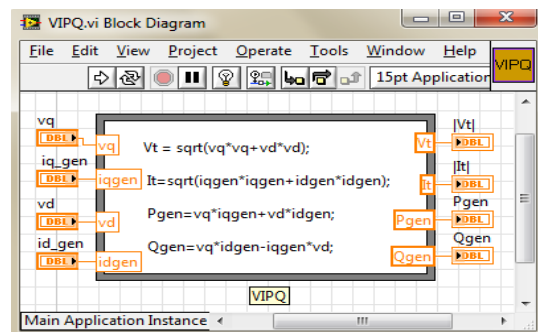 VIPQ.vi Block Diagram
File Edit View Project Operate Tools Window Help
VIPQ
15pt Application
vq
DBL
vq
iq_gen
DBL
iqgen
vd
DBL
vd
id_gen
DBL
idgen
Vt = sqrt(vq*vq+vd*vd);
It=sqrt(iqgen*iqgen+idgen*idgen);
Pgen=vq*iqgen+vd*idgen;
Qgen=vq*idgen-iqgen*vd;
|Vt|
Vt
DBL
|It|
It
DBL
Pgen
Pgen
DBL
Qgen
Qgen
DBL
VIPQ
Main Application Instance